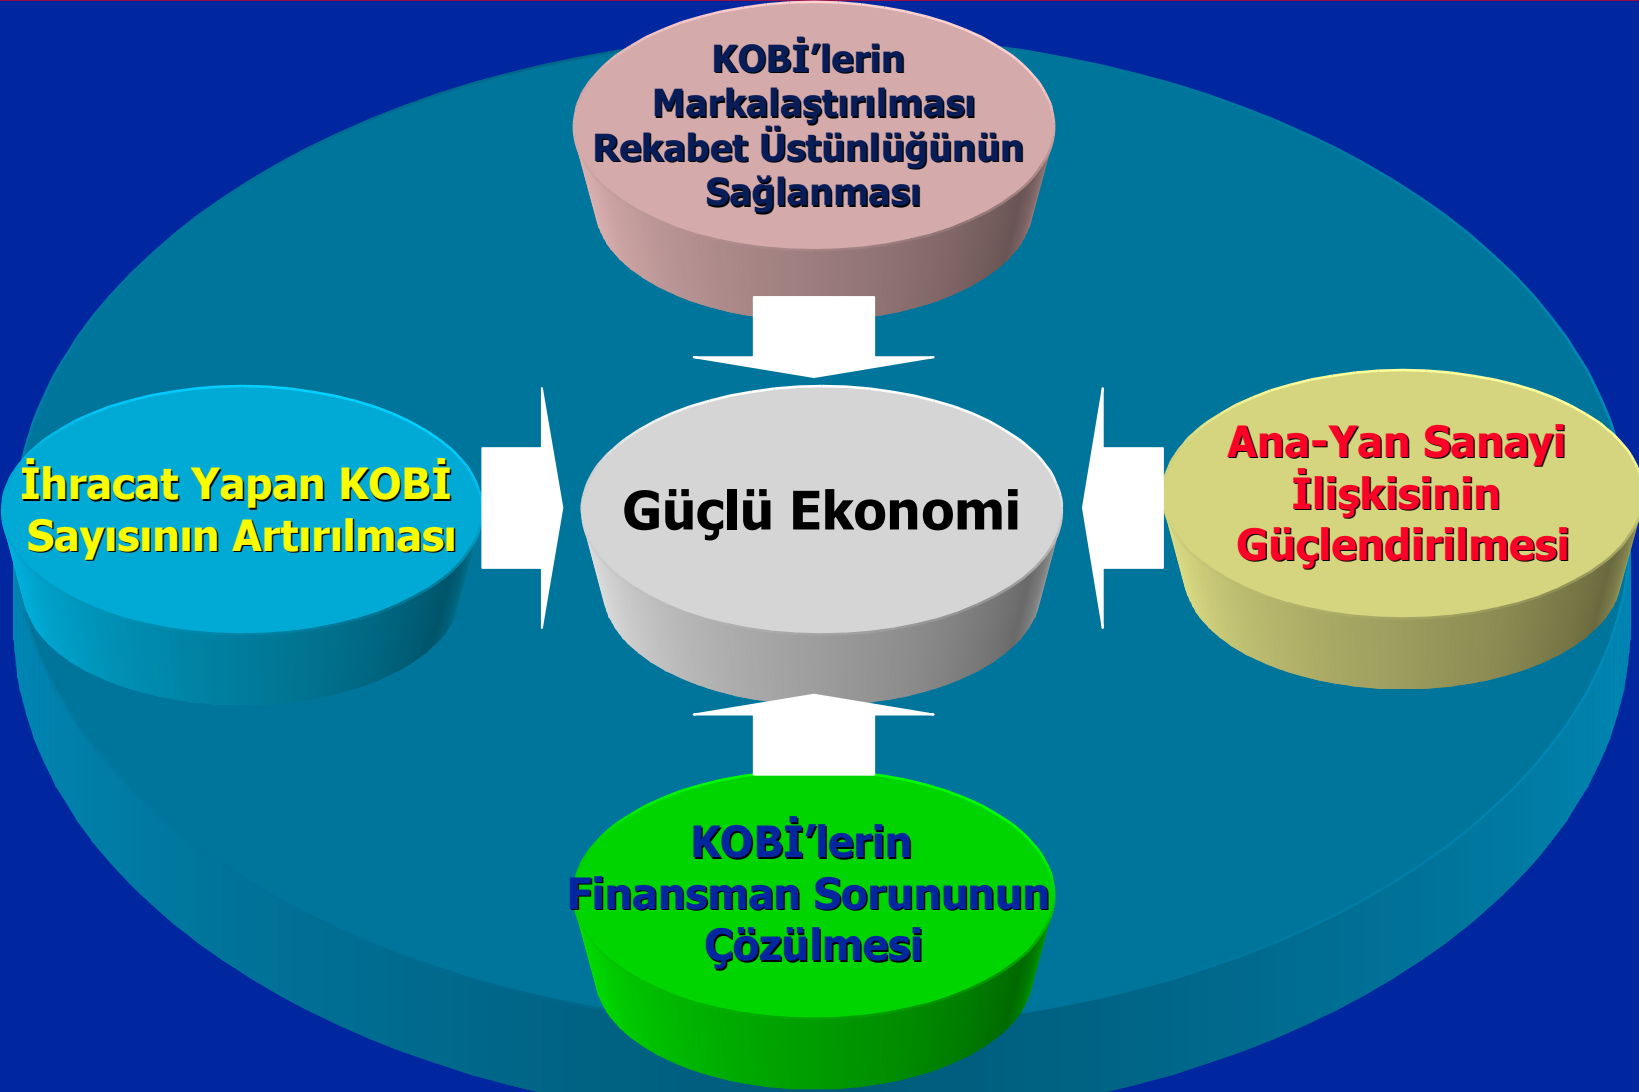 KOBİ’lerin
Markalaştırılması
Rekabet Üstünlüğünün
Sağlanması
İhracat Yapan KOBİ
Sayısının Artırılması
Güçlü Ekonomi
Ana-Yan Sanayi
İlişkisinin
Güçlendirilmesi
KOBİ’lerin
Finansman Sorununun
Çözülmesi